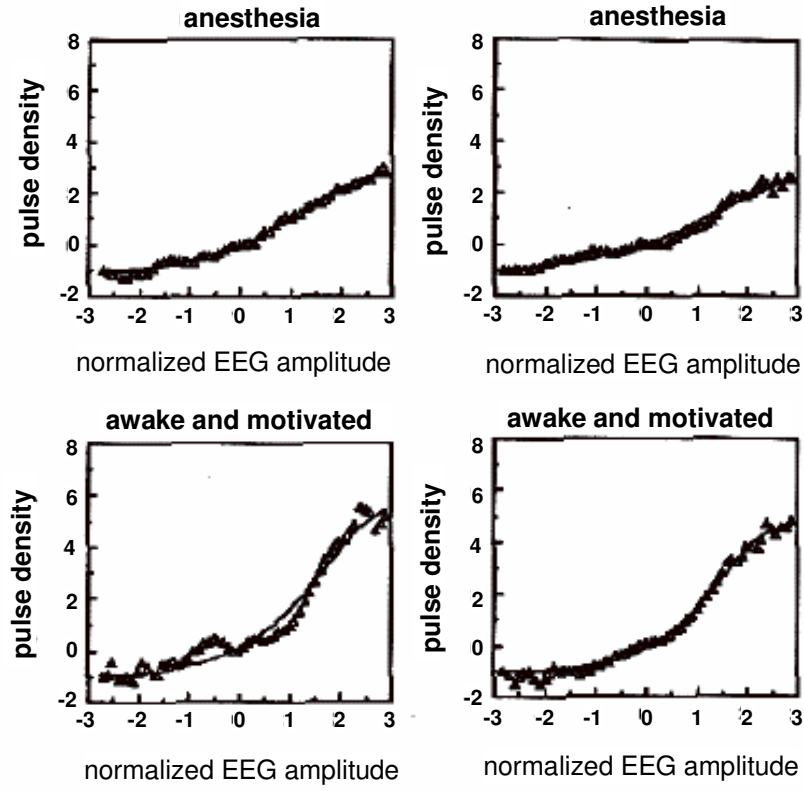 anesthesia
8
6
4
2
0
-2
pulse density
-3 -2 -1 0 1 2 3
normalized EEG amplitude
anesthesia
8
6
4
2
0
-2
pulse density
-3 -2 -1 0 1 2 3
normalized EEG amplitude
awake and motivated
8
6
4
2
0
-2
pulse density
-3 -2 -1 0 1 2 3
normalized EEG amplitude
awake and motivated
8
6
4
2
0
-2
pulse density
-3 -2 -1 0 1 2 3
normalized EEG amplitude